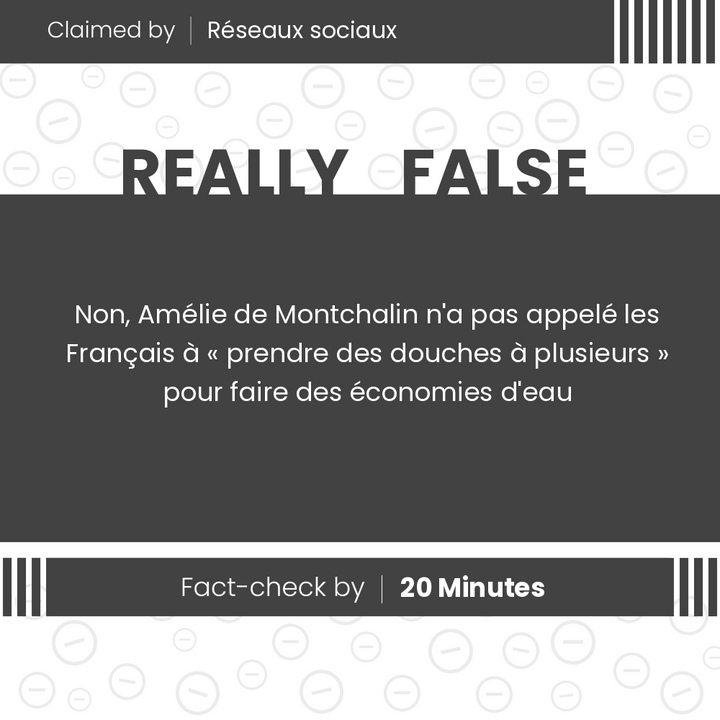 Claimed by | Réseaux sociaux
REALLY FALSE
Non, Amélie de Montchalin n'a pas appelé les
Français à « prendre des douches à plusieurs »
pour faire des économies d'eau
Fact-check by | 20 Minutes